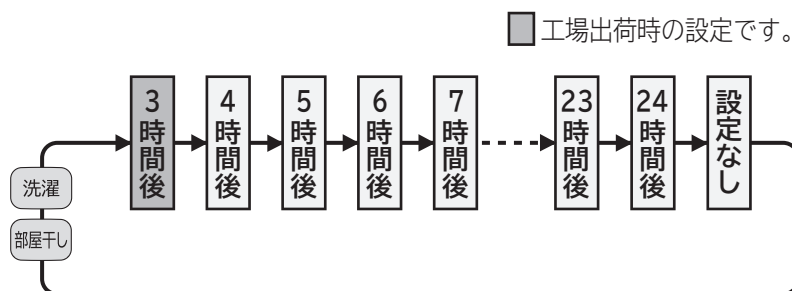 工場出荷時の設定です。
3時間後
4時間後
5時間後
6時間後
7時間後
23時間後
24時間後
設定なし
洗濯
部屋干し